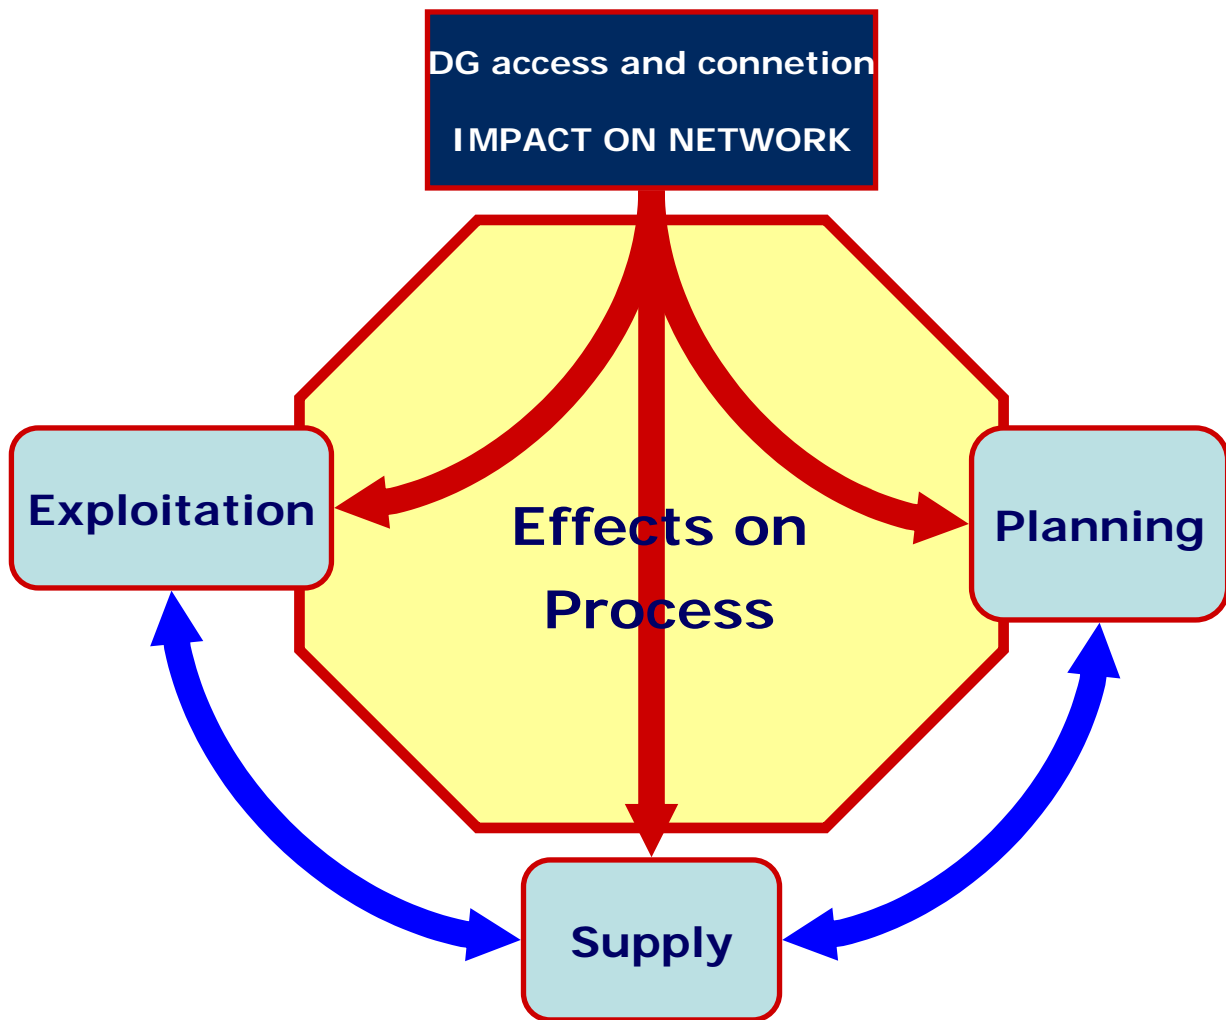 DG access and connetion
IMPACT ON NETWORK
Exploitation
Effects on
Process
Planning
Supply